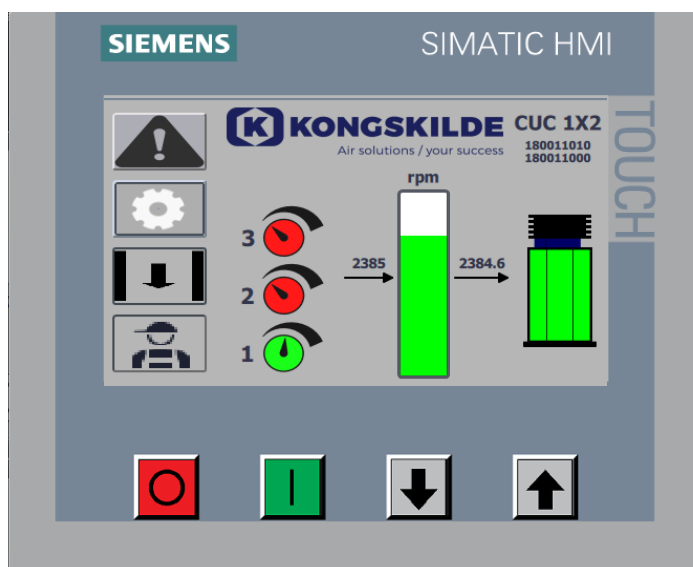 SIEMENS
SIMATIC HMI
TOUCH
K KONGSKILDE
Air solutions / your success
CUC 1X2
180011010
180011000
rpm
3
2
1
2385
2384.6